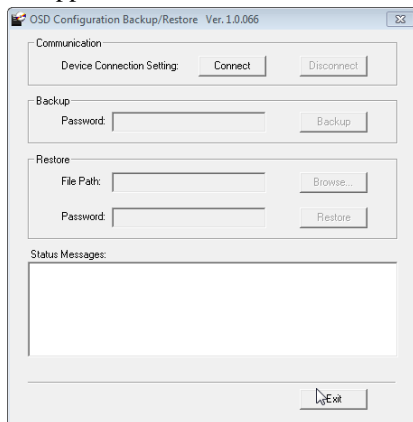 OSD Configuration Backup/Restore Ver. 1.0.066
Communication
Device Connection Setting: Connect Disconnect
Backup
Password: Backup
Restore
File Path: Browse...
Password: Restore
Status Messages:
Exit